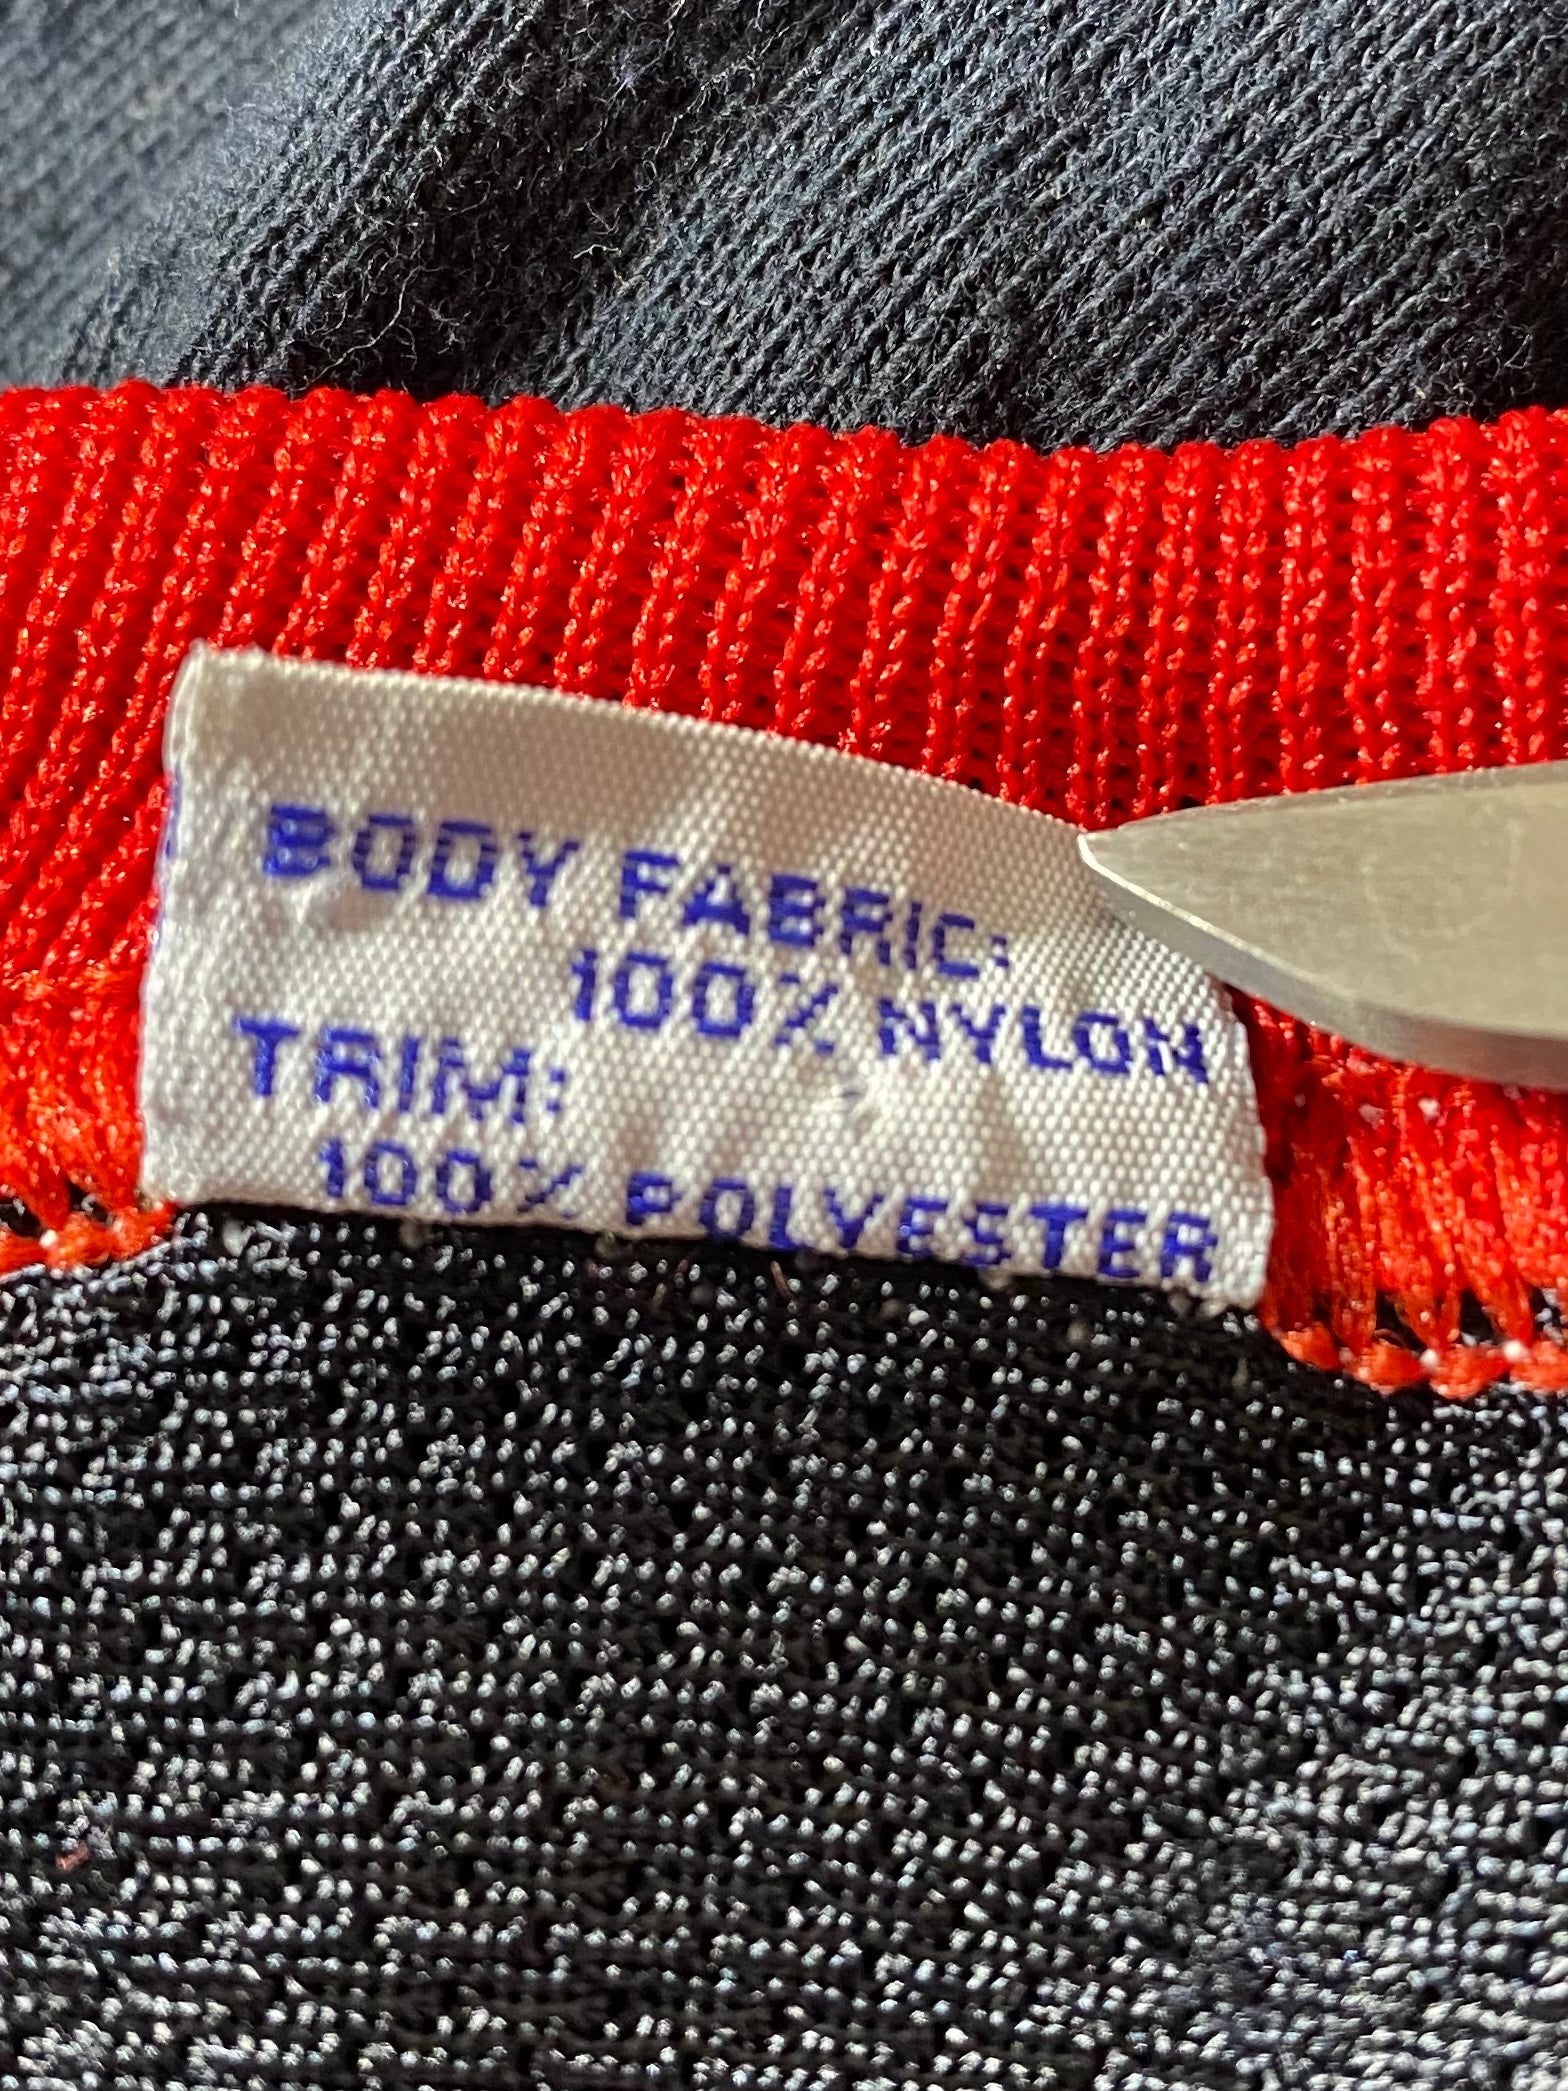 BODY FABRIC:
100% NYLON
TRIM:
100% POLYESTER